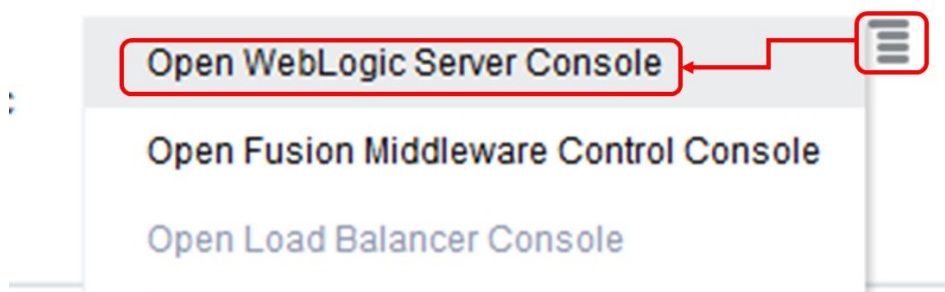 Open WebLogic Server Console
Open Fusion Middleware Control Console
Open Load Balancer Console